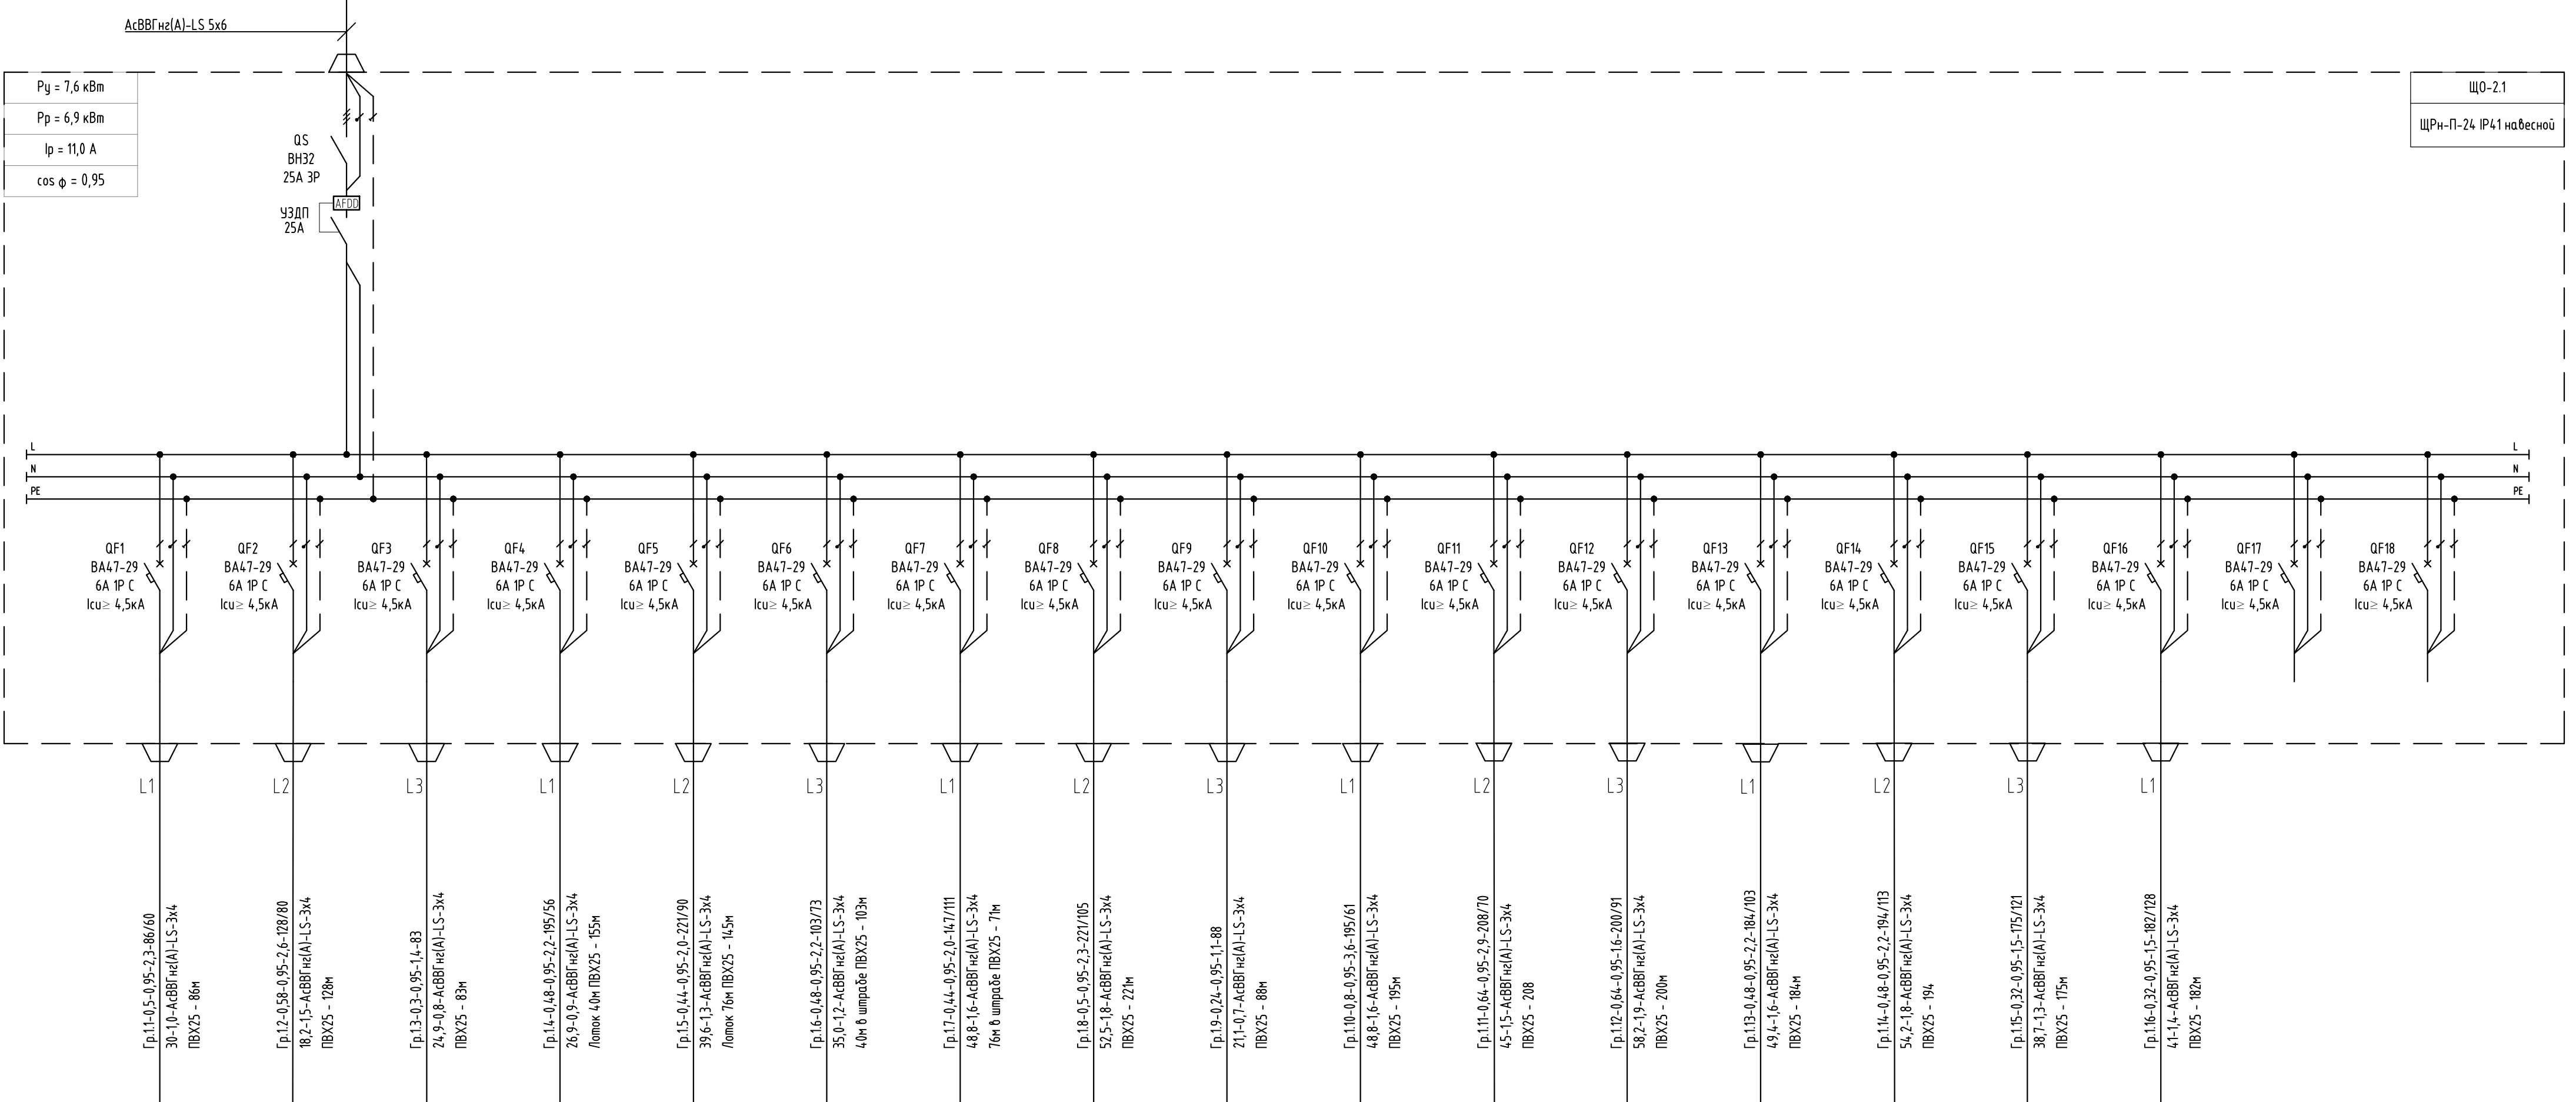 АсВВГнг(А)-LS 5х6
Ру = 7,6 кВт
Рр = 6,9 кВт
Iр = 11,0 А
cos φ = 0,95
ЩО-2.1
ЩРн-П-24 IP41 навесной
QS
ВН32
25А 3Р
AFDD
УЗДП
25А
L
L
N
N
PE
PE
QF1
ВА47-29
6А 1Р С
Icu≥ 4,5кА
QF2
ВА47-29
6А 1Р С
Icu≥ 4,5кА
QF3
ВА47-29
6А 1Р С
Icu≥ 4,5кА
QF4
ВА47-29
6А 1Р С
Icu≥ 4,5кА
QF5
ВА47-29
6А 1Р С
Icu≥ 4,5кА
QF6
ВА47-29
6А 1Р С
Icu≥ 4,5кА
QF7
ВА47-29
6А 1Р С
Icu≥ 4,5кА
QF8
ВА47-29
6А 1Р С
Icu≥ 4,5кА
QF9
ВА47-29
6А 1Р С
Icu≥ 4,5кА
QF10
ВА47-29
6А 1Р С
Icu≥ 4,5кА
QF11
ВА47-29
6А 1Р С
Icu≥ 4,5кА
QF12
ВА47-29
6А 1Р С
Icu≥ 4,5кА
QF13
ВА47-29
6А 1Р С
Icu≥ 4,5кА
QF14
ВА47-29
6А 1Р С
Icu≥ 4,5кА
QF15
ВА47-29
6А 1Р С
Icu≥ 4,5кА
QF16
ВА47-29
6А 1Р С
Icu≥ 4,5кА
QF17
ВА47-29
6А 1Р С
Icu≥ 4,5кА
QF18
ВА47-29
6А 1Р С
Icu≥ 4,5кА
L1
L2
L3
L1
L2
L3
L1
L2
L3
L1
L2
L3
L1
L2
L3
L1
Гр.1.1-0,5-0,95-2,3-86/60
30-1,0-АсВВГнг(А)-LS-3х4
ПВХ25 - 86м
Гр.1.2-0,58-0,95-2,6-128/80
18,2-1,5-АсВВГнг(А)-LS-3х4
ПВХ25 - 128м
Гр.1.3-0,3-0,95-1,4-83
24,9-0,8-АсВВГнг(А)-LS-3х4
ПВХ25 - 83м
Гр.1.4-0,48-0,95-2,2-195/56
26,9-0,9-АсВВГнг(А)-LS-3х4
Лоток 40м ПВХ25 - 155м
Гр.1.5-0,44-0,95-2,0-221/90
39,6-1,3-АсВВГнг(А)-LS-3х4
Лоток 76м ПВХ25 - 145м
Гр.1.6-0,48-0,95-2,2-103/73
35,0-1,2-АсВВГнг(А)-LS-3х4
40м в штрабе ПВХ25 - 103м
Гр.1.7-0,44-0,95-2,0-147/111
48,8-1,6-АсВВГнг(А)-LS-3х4
76м в штрабе ПВХ25 - 71м
Гр.1.8-0,5-0,95-2,3-221/105
52,5-1,8-АсВВГнг(А)-LS-3х4
ПВХ25 - 221м
Гр.1.9-0,24-0,95-1,1-88
21,1-0,7-АсВВГнг(А)-LS-3х4
ПВХ25 - 88м
Гр.1.10-0,8-0,95-3,6-195/61
48,8-1,6-АсВВГнг(А)-LS-3х4
ПВХ25 - 195м
Гр.1.11-0,64-0,95-2,9-208/70
45-1,5-АсВВГнг(А)-LS-3х4
ПВХ25 - 208
Гр.1.12-0,64-0,95-1.6-200/91
58,2-1,9-АсВВГнг(А)-LS-3х4
ПВХ25 - 200м
Гр.1.13-0,48-0,95-2,2-184/103
49,4-1,6-АсВВГнг(А)-LS-3х4
ПВХ25 - 184м
Гр.1.14-0,48-0,95-2,2-194/113
54,2-1,8-АсВВГнг(А)-LS-3х4
ПВХ25 - 194
Гр.1.15-0,32-0,95-1,5-175/121
38,7-1,3-АсВВГнг(А)-LS-3х4
ПВХ25 - 175м
Гр.1.16-0,32-0,95-1,5-182/128
41-1,4-АсВВГнг(А)-LS-3х4
ПВХ25 - 182м